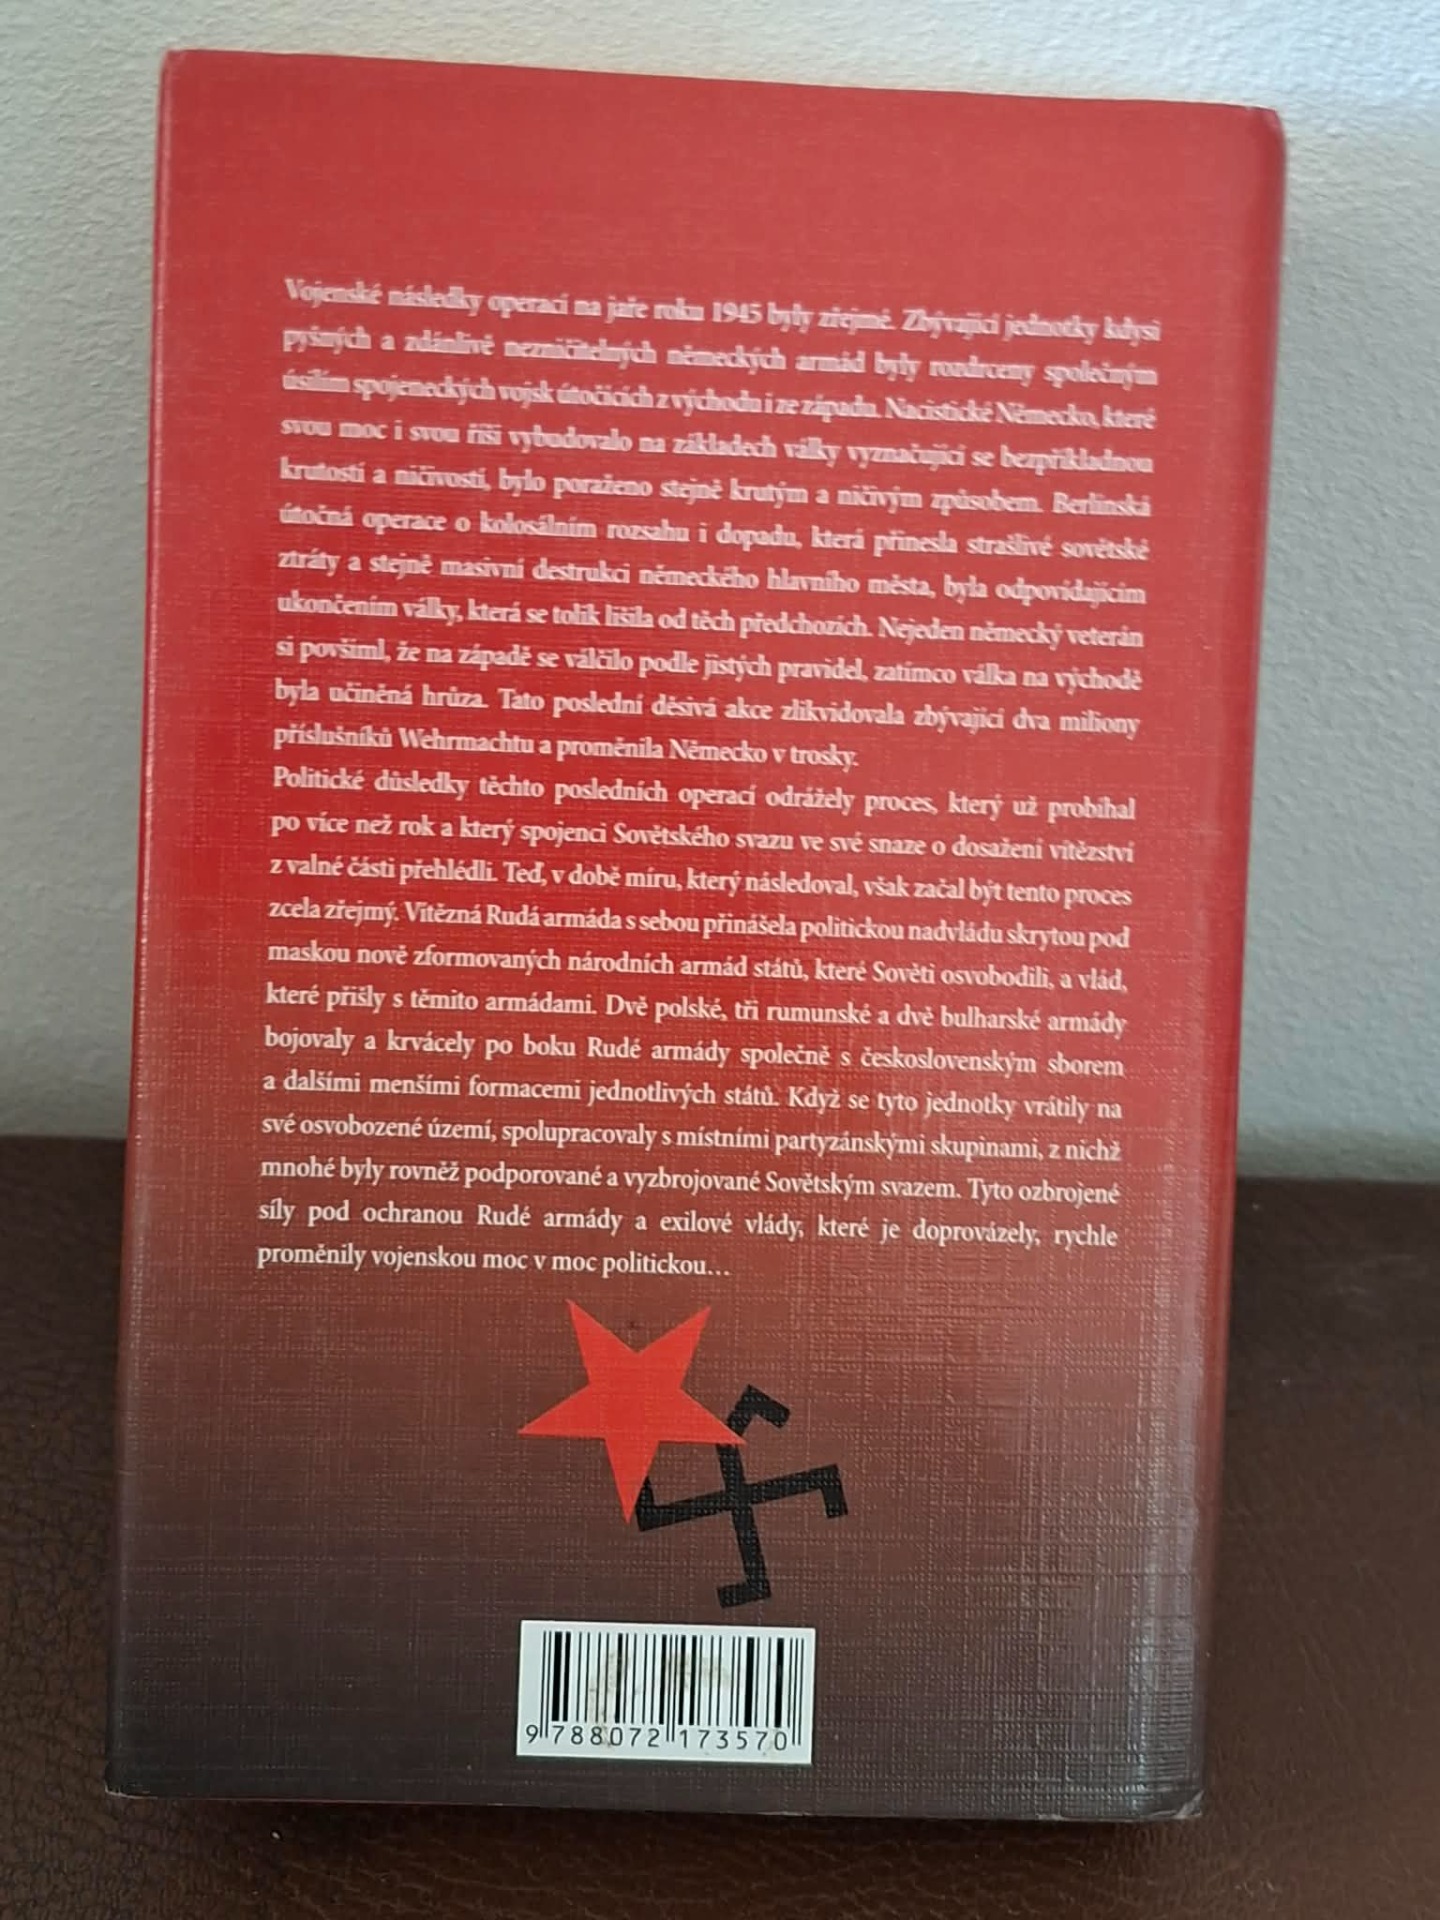 Vojenské následky operací na jaře roku 1945 byly zřejmé. Zbývající jednotky kdysi
pyšných a zdánlivě nezničitelných německých armád byly rozdrceny společným
úsilím spojeneckých vojsk útočících z východu i ze západu. Nacistické Německo, které
svou moc i svou říši vybudovalo na základech války vyznačující se bezpříkladnou
krutostí a ničivostí, bylo poraženo stejně krutým a ničivým způsobem. Berlínská
útočná operace o kolosálním rozsahu i dopadu, která přinesla strašlivé sovětské
ztráty a stejně masivní destrukci německého hlavního města, byla odpovídajícím
ukončením války, která se tolik lišila od těch předchozích. Nejeden německý veterán
si povšiml, že na západě se válčilo podle jistých pravidel, zatímco válka na východě
byla učiněná hrůza. Tato poslední děsivá akce zlikvidovala zbývající dva miliony
příslušníků Wehrmachtu a proměnila Německo v trosky.
Politické důsledky těchto posledních operací odrážely proces, který už probíhal
po více než rok a který spojenci Sovětského svazu ve své snaze o dosažení vítězství
z valné části přehlédli. Teď, v době míru, který následoval, však začal být tento proces
zcela zřejmý. Vítězná Rudá armáda s sebou přinášela politickou nadvládu skrytou pod
maskou nově zformovaných národních armád států, které Sověti osvobodili, a vlád,
které přišly s těmito armádami. Dvě polské, tři rumunské a dvě bulharské armády
bojovaly a krvácely po boku Rudé armády společně s československým sborem
a dalšími menšími formacemi jednotlivých států. Když se tyto jednotky vrátily na
své osvobozené území, spolupracovaly s místními partyzánskými skupinami, z nichž
mnohé byly rovněž podporované a vyzbrojované Sovětským svazem. Tyto ozbrojené
síly pod ochranou Rudé armády a exilové vlády, které je doprovázely, rychle
proměnily vojenskou moc v moc politickou…
9 788072 173570